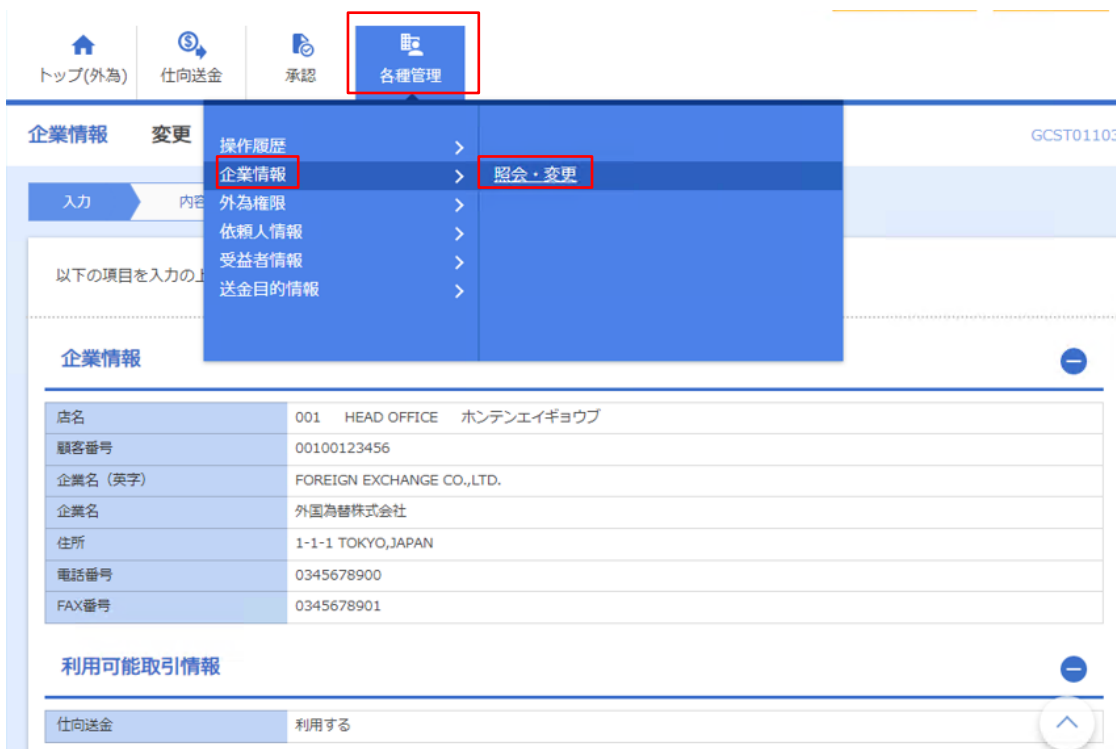 トップ(外為) 仕向送金 承認 各種管理
企業情報 変更 GCST01103
操作履歴
企業情報 照会・変更
外為権限
依頼人情報
受益者情報
送金目的情報
入力 内容
以下の項目を入力の上
企業情報
店名 001 HEAD OFFICE ホンテンエイギョウブ
顧客番号 00100123456
企業名（英字） FOREIGN EXCHANGE CO.,LTD.
企業名 外国為替株式会社
住所 1-1-1 TOKYO,JAPAN
電話番号 0345678900
FAX番号 0345678901
利用可能取引情報
仕向送金 利用する